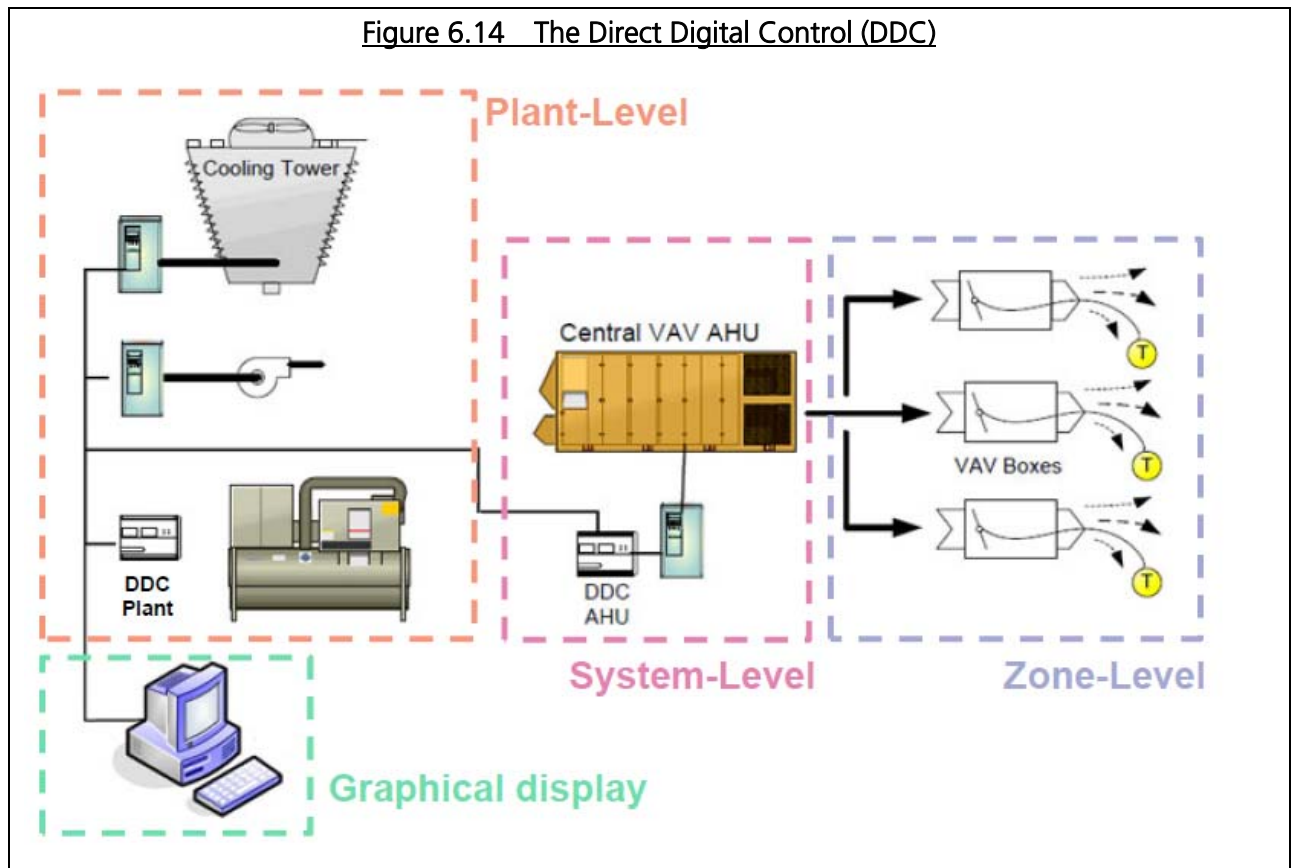 Figure 6.14 The Direct Digital Control (DDC)
Plant-Level
Cooling Tower
Central VAV AHU
T
T
VAV Boxes
T
DDC
Plant
DDC
AHU
System-Level
Zone-Level
Graphical display